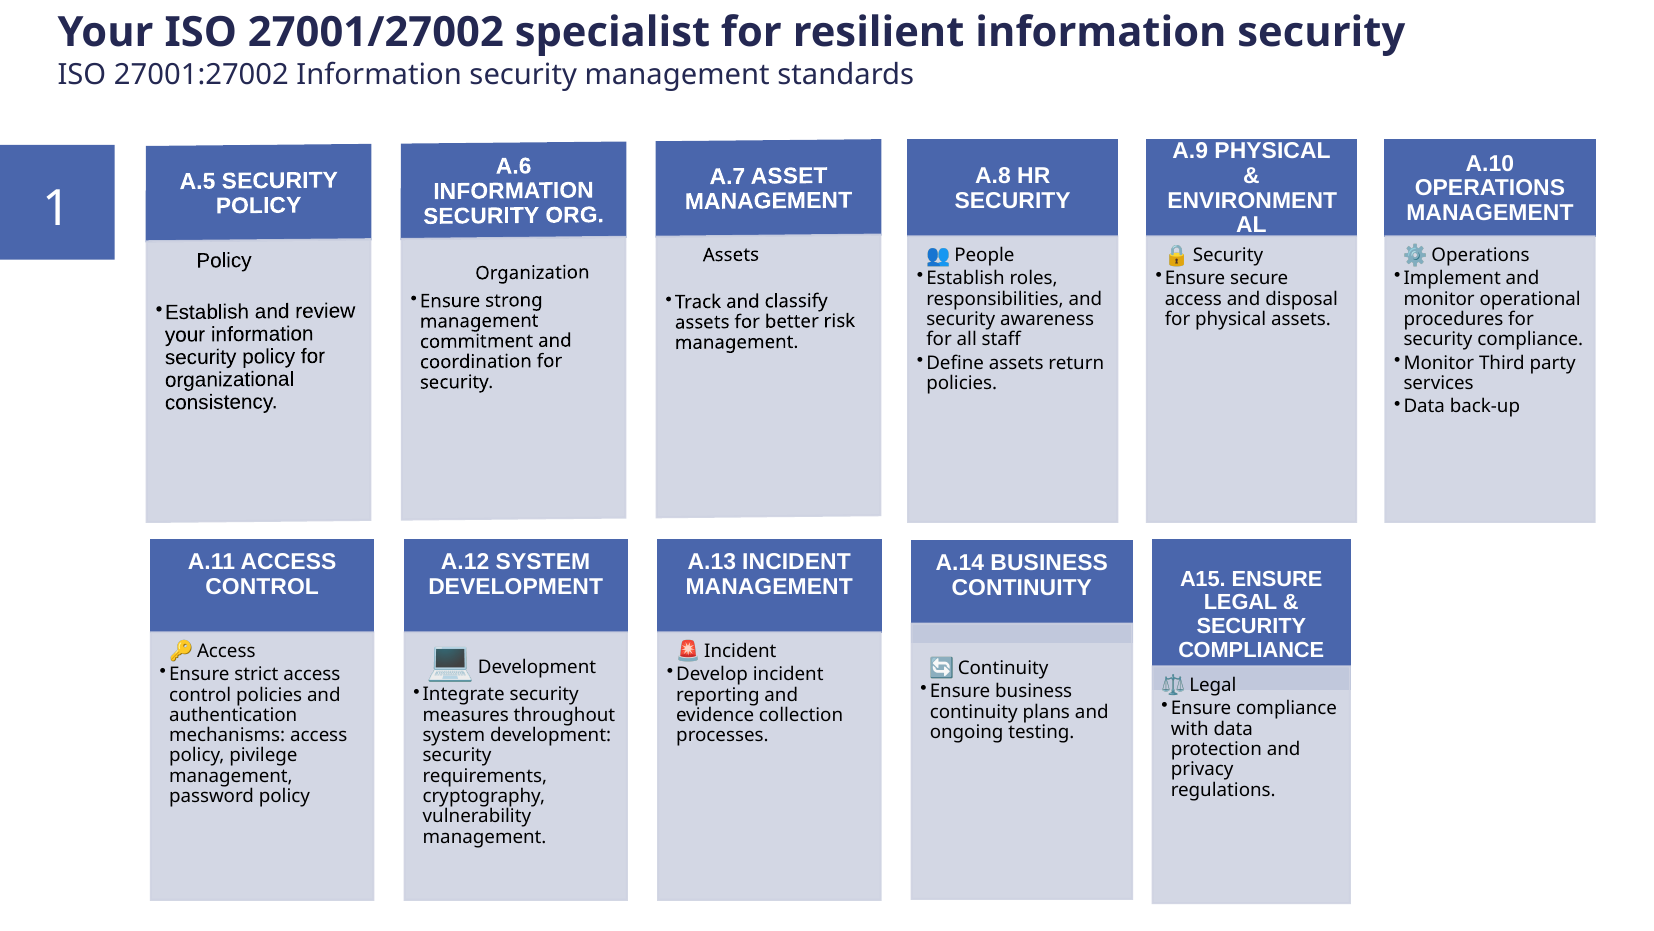 Your ISO 27001/27002 specialist for resilient information security
ISO 27001:27002 Information security management standards
1
A.5 SECURITY
POLICY
Policy
•Establish and review
your information
security policy for
organizational
consistency.
A.6
INFORMATION
SECURITY ORG.
Organization
•Ensure strong
management
commitment and
coordination for
security.
A.7 ASSET
MANAGEMENT
Assets
•Track and classify
assets for better risk
management.
A.8 HR
SECURITY
👥 People
•Establish roles,
responsibilities, and
security awareness
for all staff
•Define assets return
policies.
A.9 PHYSICAL
&
ENVIRONMENT
AL
🔒 Security
•Ensure secure
access and disposal
for physical assets.
A.10
OPERATIONS
MANAGEMENT
⚙️ Operations
•Implement and
monitor operational
procedures for
security compliance.
•Monitor Third party
services
•Data back-up
A.11 ACCESS
CONTROL
🔑 Access
•Ensure strict access
control policies and
authentication
mechanisms: access
policy, pivilege
management,
password policy
A.12 SYSTEM
DEVELOPMENT
💻 Development
•Integrate security
measures throughout
system development:
security
requirements,
cryptography,
vulnerability
management.
A.13 INCIDENT
MANAGEMENT
🚨 Incident
•Develop incident
reporting and
evidence collection
processes.
A.14 BUSINESS
CONTINUITY
🔄 Continuity
•Ensure business
continuity plans and
ongoing testing.
A15. ENSURE
LEGAL &
SECURITY
COMPLIANCE
⚖️ Legal
•Ensure compliance
with data
protection and
privacy
regulations.